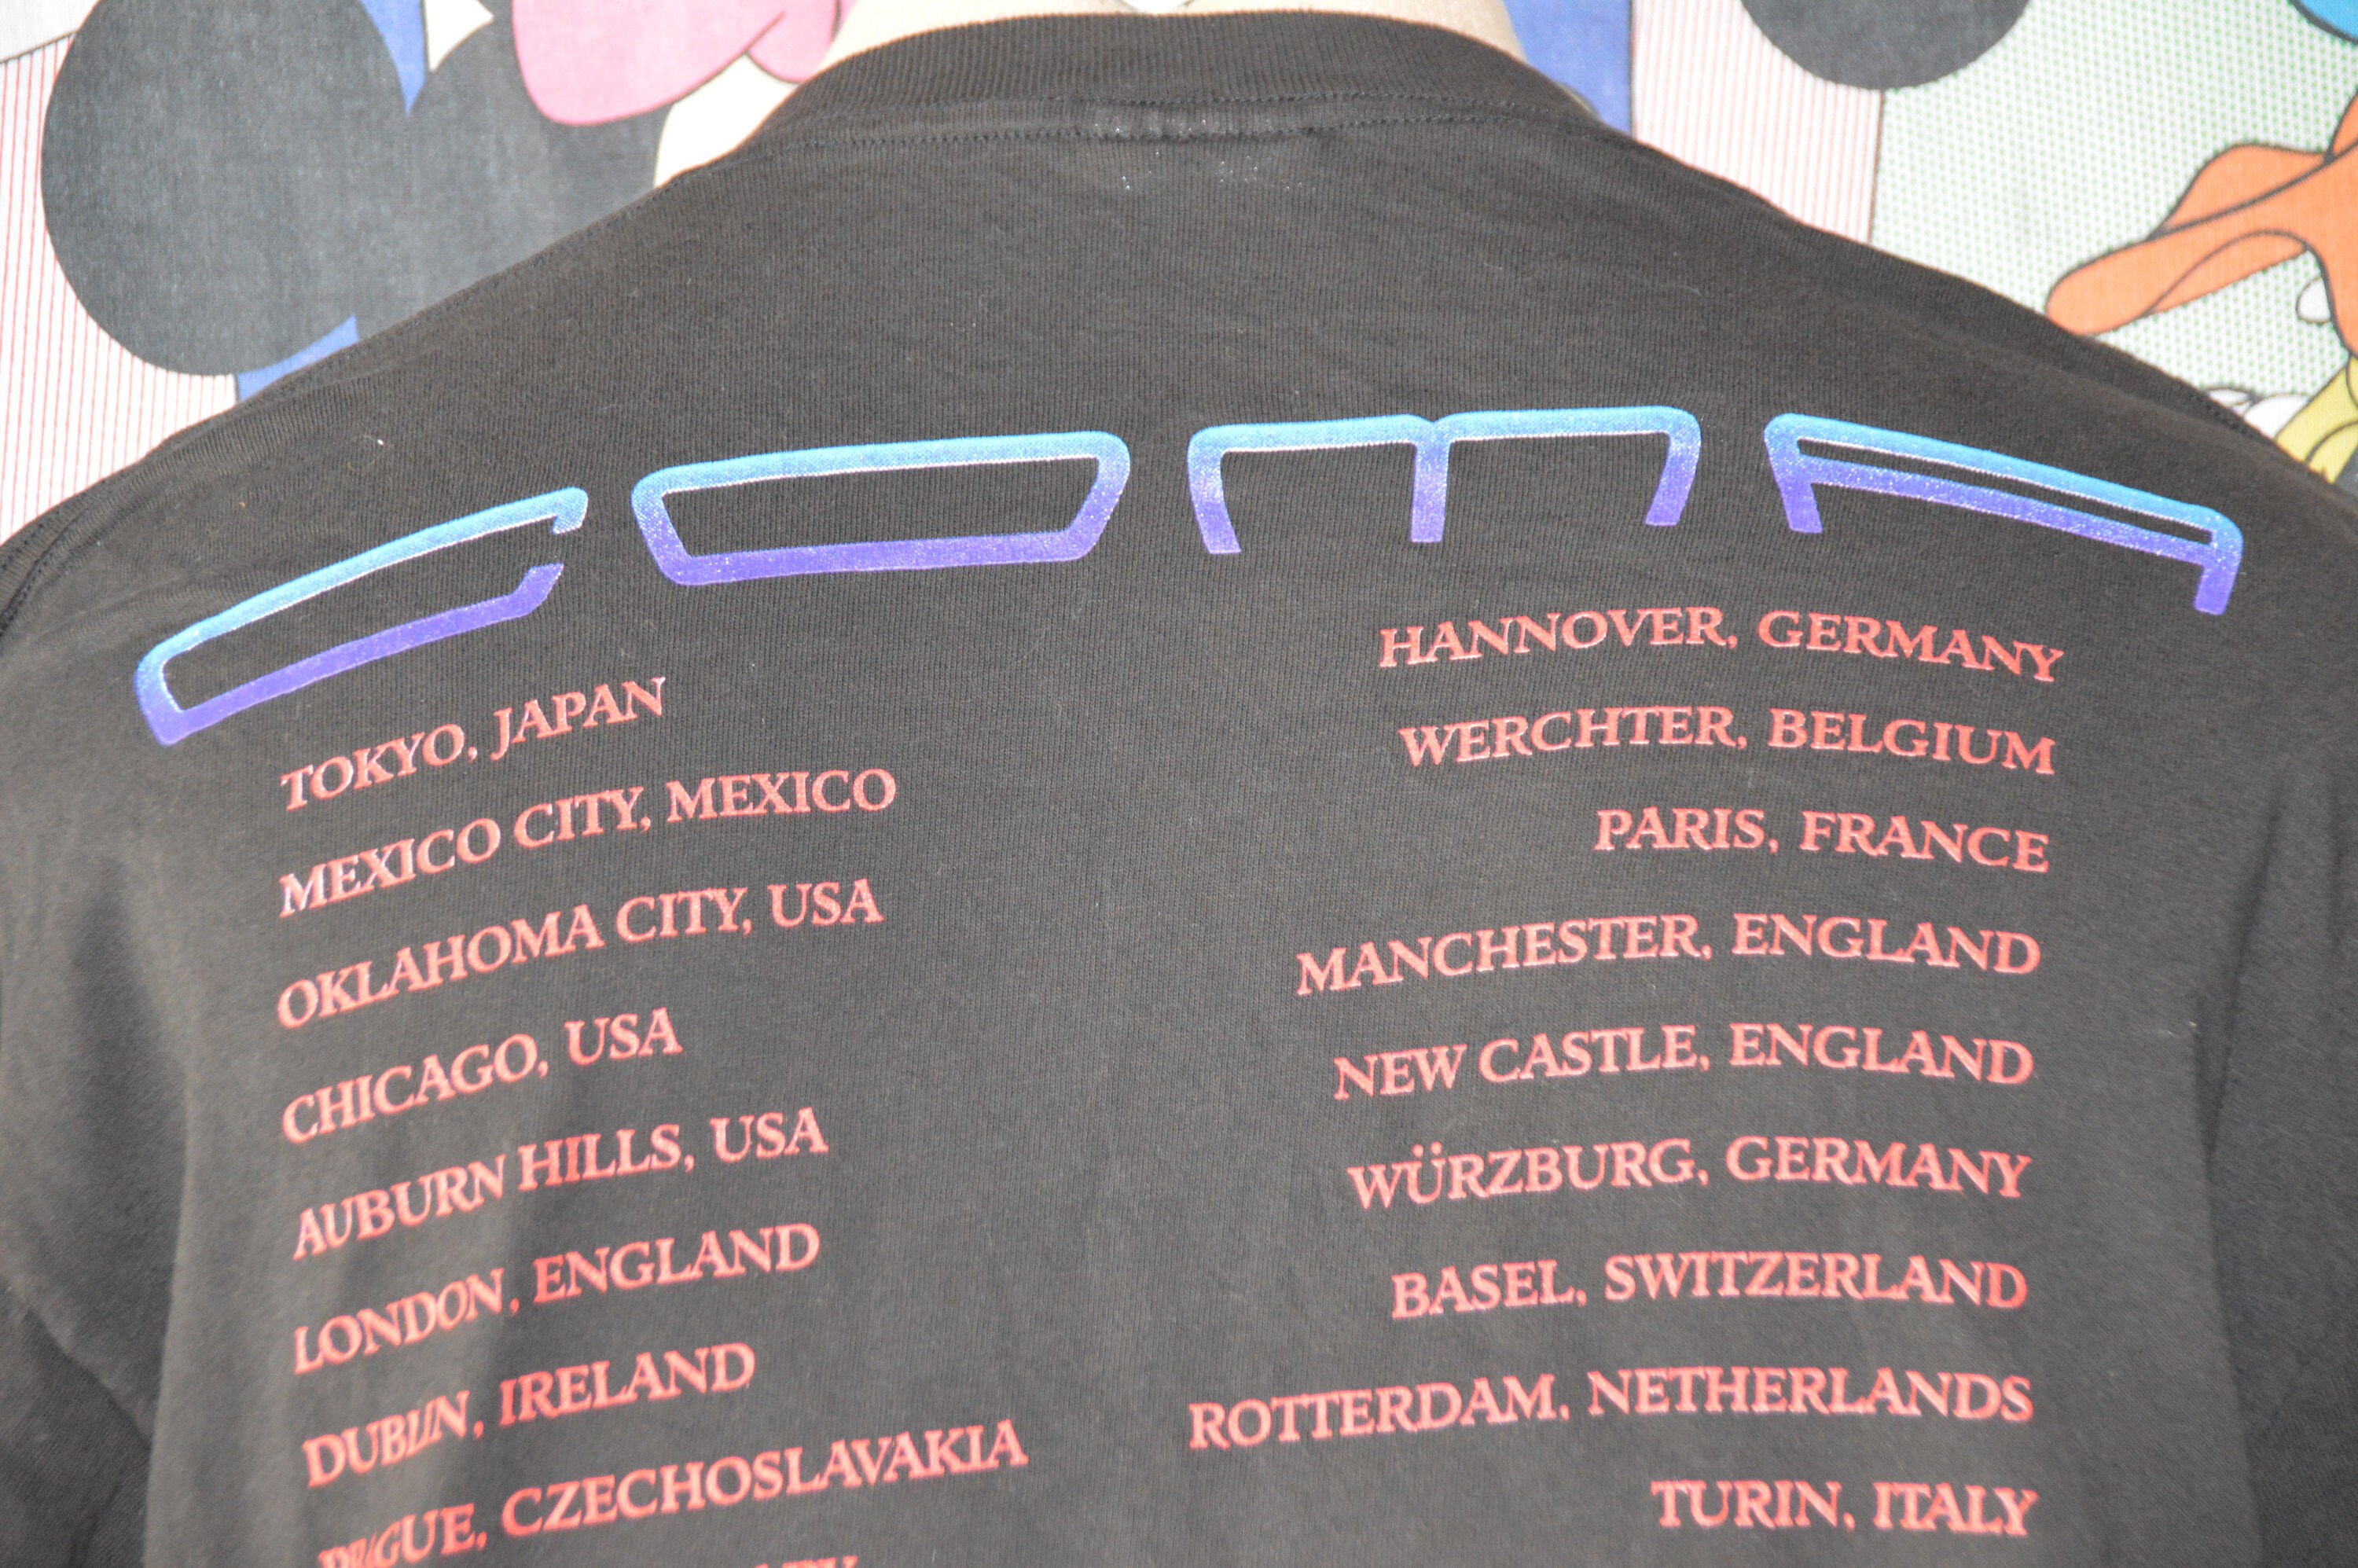 COMA
TOKYO, JAPAN
MEXICO CITY, MEXICO
OKLAHOMA CITY, USA
CHICAGO, USA
AUBURN HILLS, USA
LONDON, ENGLAND
DUBLIN, IRELAND
PRAGUE, CZECHOSLAVAKIA
HANNOVER, GERMANY
WERCHTER, BELGIUM
PARIS, FRANCE
MANCHESTER, ENGLAND
NEW CASTLE, ENGLAND
WÜRZBURG, GERMANY
BASEL, SWITZERLAND
ROTTERDAM, NETHERLANDS
TURIN, ITALY